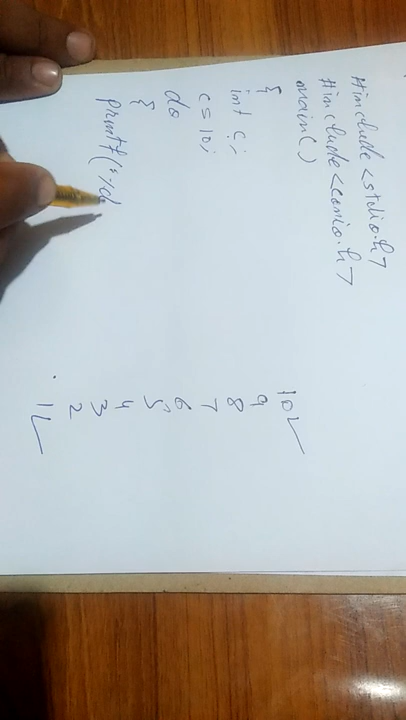 #include <stdio.h>
#include <conio.h>
main()
{
int c;
c=10;
do
{
printf("%d
10
9
8
7
6
5
4
3
2
1